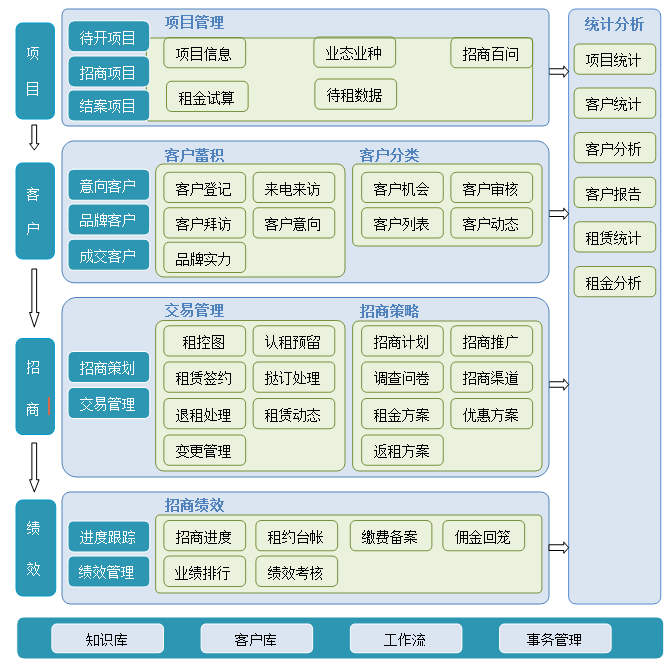 项目
待开项目
招商项目
结案项目
项目管理
项目信息
业态业种
招商百问
租金试算
待租数据
客户
意向客户
品牌客户
成交客户
客户蓄积
客户登记
来电来访
客户拜访
客户意向
品牌实力
客户分类
客户机会
客户审核
客户列表
客户动态
招商
招商策划
交易管理
交易管理
租控图
认租预留
租赁签约
挞订处理
退租处理
租赁动态
变更管理
招商策略
招商计划
招商推广
调查问卷
招商渠道
租金方案
优惠方案
返租方案
绩效
进度跟踪
绩效管理
招商绩效
招商进度
租约台帐
缴费备案
佣金回笼
业绩排行
绩效考核
统计分析
项目统计
客户统计
客户分析
客户报告
租赁统计
租金分析
知识库
客户库
工作流
事务管理